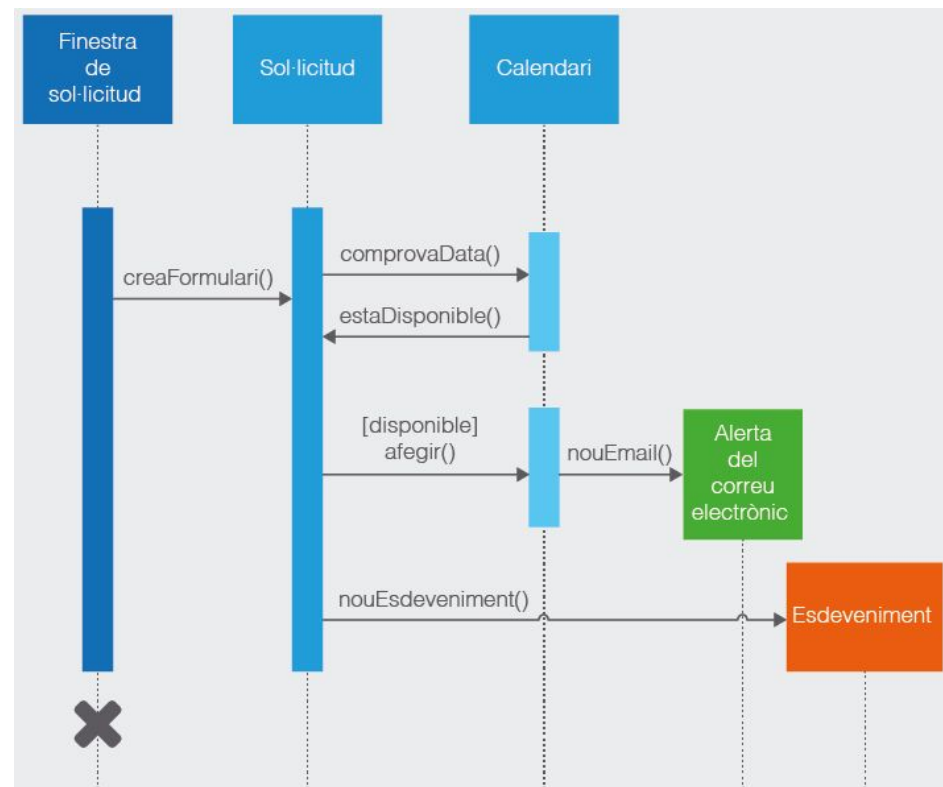 Finestra
de
sol·licitud
Sol·licitud
Calendari
comprovaData()
creaFormulari()
estaDisponible()
[disponible]
afegir()
nouEmail()
Alerta
del
correu
electrònic
nouEsdeveniment()
Esdeveniment